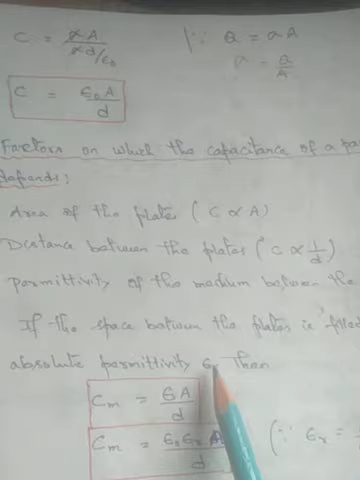 C = αA / αd/ε₀ |∵ Q = αA
α = Q/A
C = ε₀A / d
Factors on which the capacitance of a pa
depends:
Area of the plates ( C ∝ A)
Distance between the plates ( C ∝ 1/d )
permittivity of the medium between the
If the space between the plates is filled
absolute permittivity ε, Then
Cm = εA / d
Cm = ε₀εᵣ A / d (∵ εᵣ =